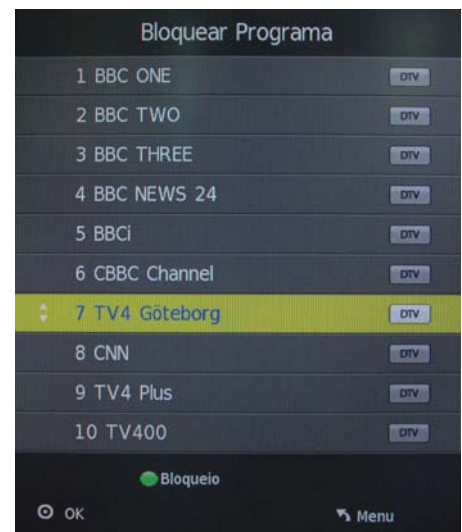 Bloquear Programa
1 BBC ONE DTV
2 BBC TWO DTV
3 BBC THREE DTV
4 BBC NEWS 24 DTV
5 BBCi DTV
6 CBBC Channel DTV
7 TV4 Göteborg DTV
8 CNN DTV
9 TV4 Plus DTV
10 TV400 DTV
Bloqueio
OK Menu